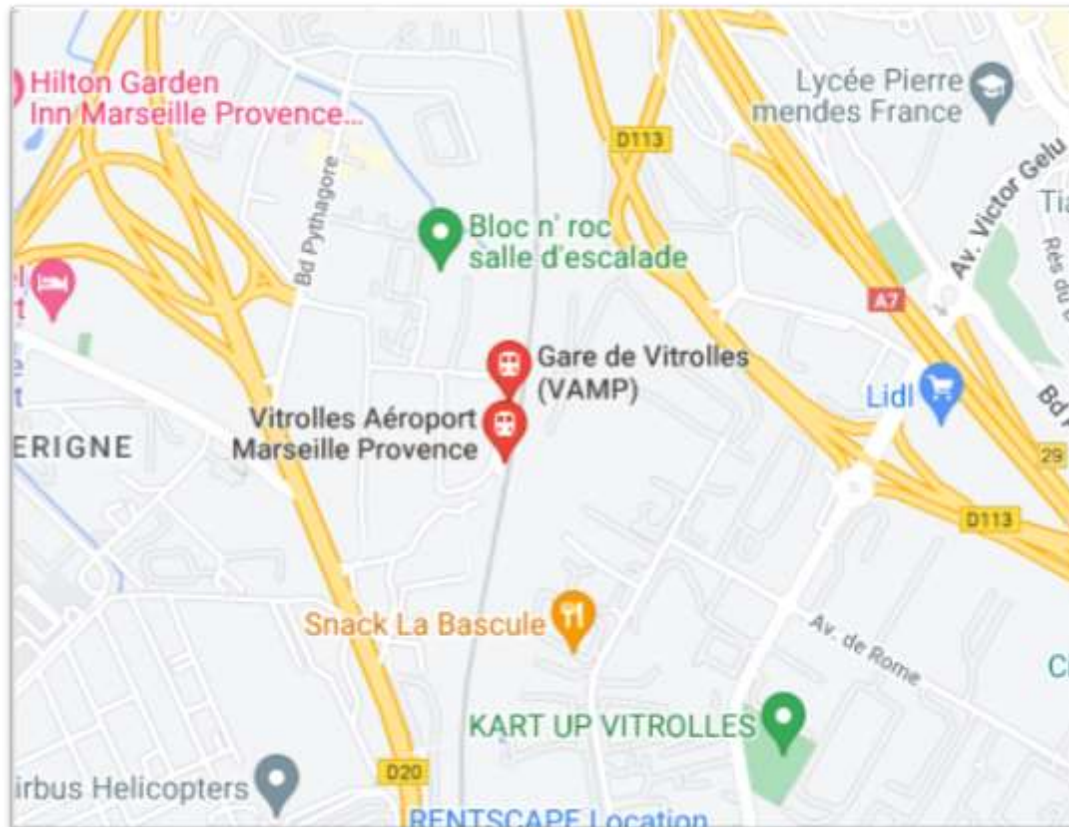 Hilton Garden
Inn Marseille Provence...
Lycée Pierre
mendes France
D113
Av. Victor Gelu
Bd Pythagore
Bloc n' roc
salle d'escalade
A7
Gare de Vitrolles
(VAMP)
Lidl
Vitrolles Aéroport
Marseille Provence
ERIGNE
29
D113
Snack La Bascule
Av. de Rome
KART UP VITROLLES
D20
irbus Helicopters
RENTSCAPE Location